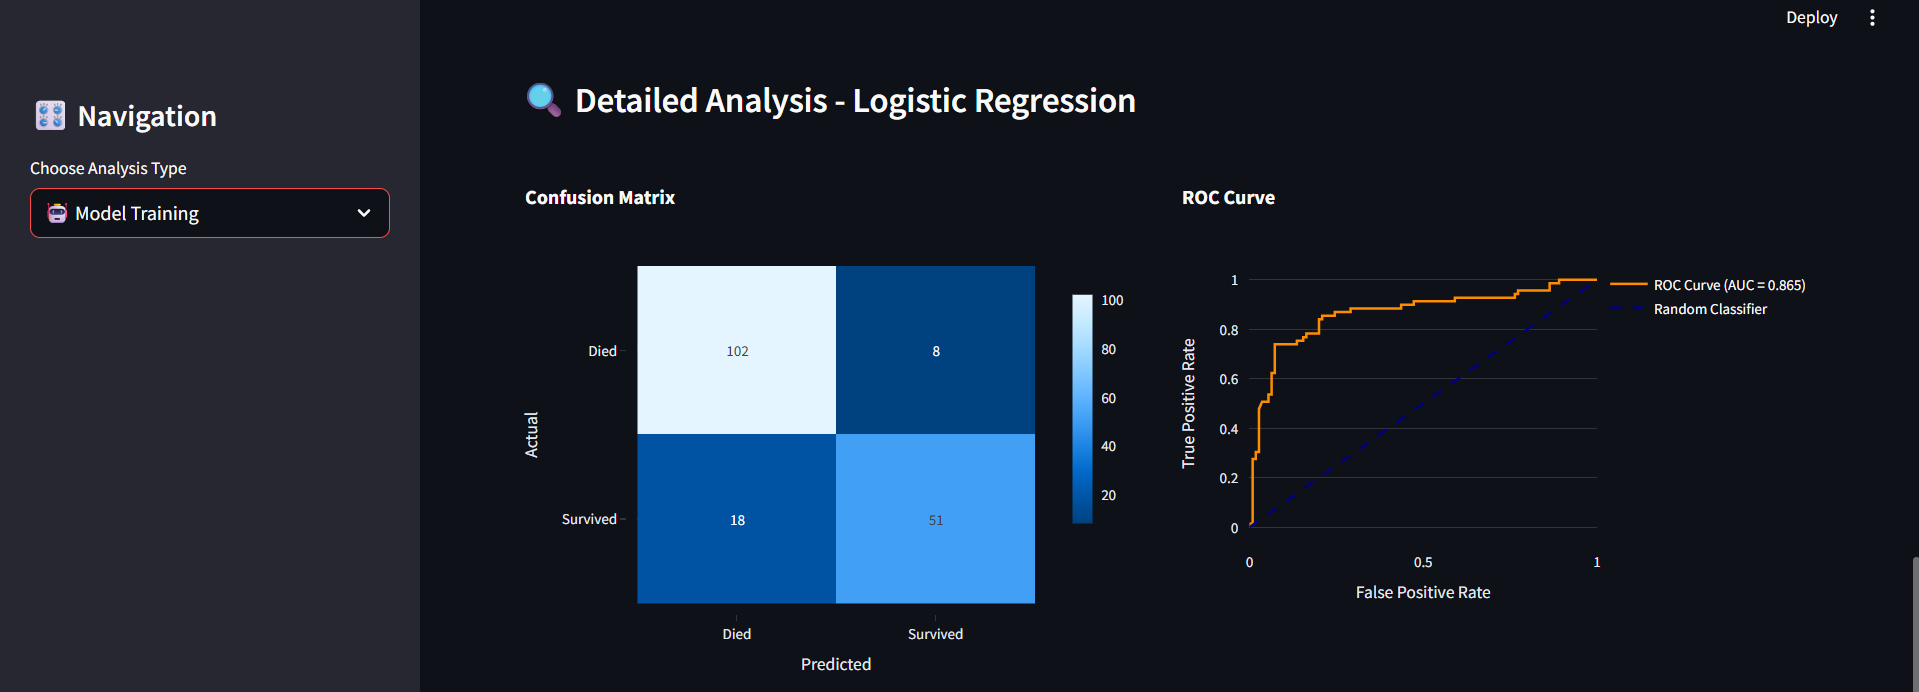 Deploy
Navigation
Choose Analysis Type
Model Training
Detailed Analysis - Logistic Regression
Confusion Matrix
Actual
Died
Survived
102
8
18
51
Died
Survived
Predicted
100
80
60
40
20
ROC Curve
True Positive Rate
1
0.8
0.6
0.4
0.2
0
0
0.5
1
False Positive Rate
ROC Curve (AUC = 0.865)
Random Classifier